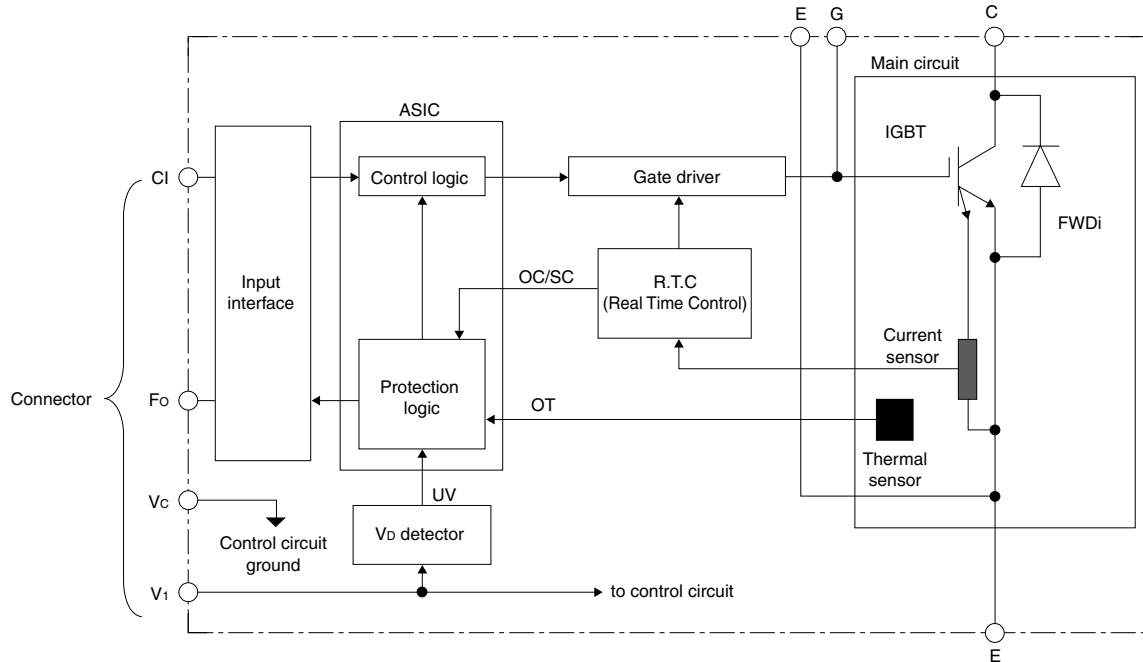 E
G
C
Main circuit
ASIC
IGBT
CI
Control logic
Gate driver
FWDi
OC/SC
R.T.C
(Real Time Control)
Input
interface
Current
sensor
Connector
Fo
Protection
logic
OT
Thermal
sensor
UV
Vc
VD detector
Control circuit
ground
V1
to control circuit
E